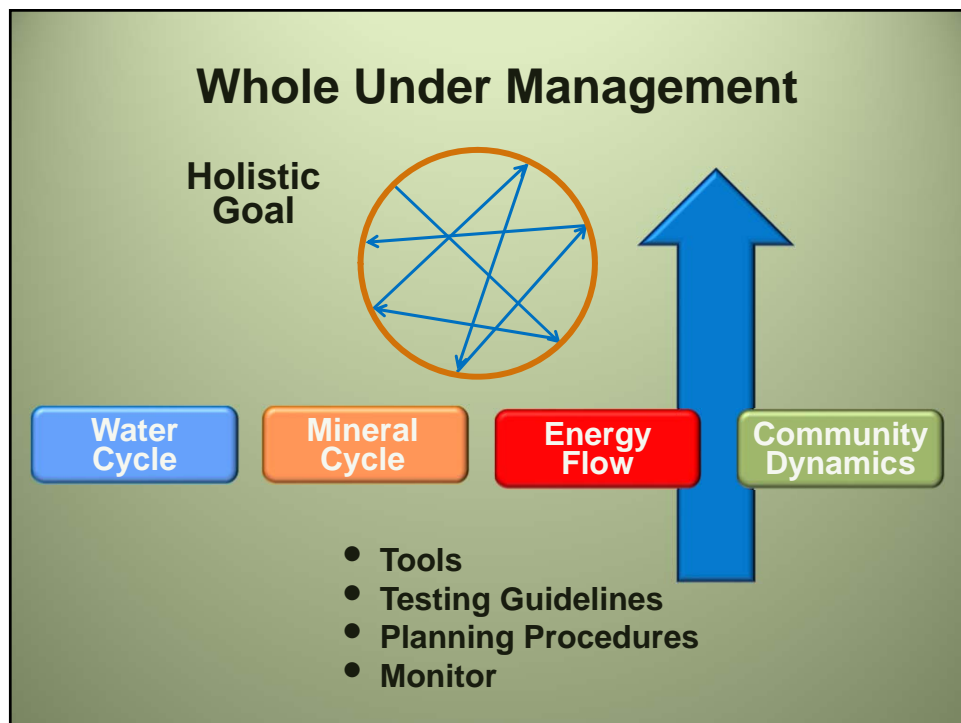 Whole Under Management
Holistic
Goal
Water
Cycle
Mineral
Cycle
Energy
Flow
Community
Dynamics
• Tools
• Testing Guidelines
• Planning Procedures
• Monitor